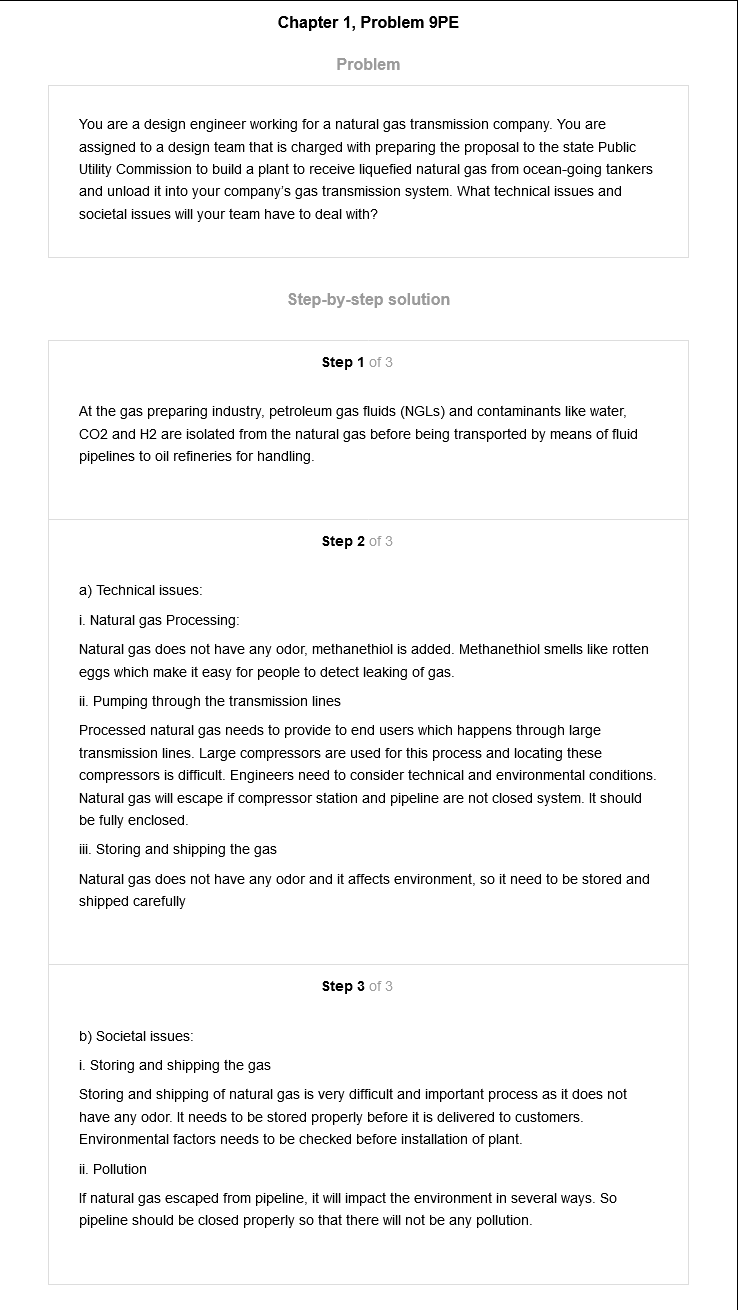 Chapter 1, Problem 9PE
Problem
You are a design engineer working for a natural gas transmission company. You are
assigned to a design team that is charged with preparing the proposal to the state Public
Utility Commission to build a plant to receive liquefied natural gas from ocean-going tankers
and unload it into your company's gas transmission system. What technical issues and
societal issues will your team have to deal with?
Step-by-step solution
Step 1 of 3
At the gas preparing industry, petroleum gas fluids (NGLs) and contaminants like water,
CO2 and H2 are isolated from the natural gas before being transported by means of fluid
pipelines to oil refineries for handling.
Step 2 of 3
a) Technical issues:
i. Natural gas Processing:
Natural gas does not have any odor, methanethiol is added. Methanethiol smells like rotten
eggs which make it easy for people to detect leaking of gas.
ii. Pumping through the transmission lines
Processed natural gas needs to provide to end users which happens through large
transmission lines. Large compressors are used for this process and locating these
compressors is difficult. Engineers need to consider technical and environmental conditions.
Natural gas will escape if compressor station and pipeline are not closed system. It should
be fully enclosed.
iii. Storing and shipping the gas
Natural gas does not have any odor and it affects environment, so it need to be stored and
shipped carefully
Step 3 of 3
b) Societal issues:
i. Storing and shipping the gas
Storing and shipping of natural gas is very difficult and important process as it does not
have any odor. It needs to be stored properly before it is delivered to customers.
Environmental factors needs to be checked before installation of plant.
ii. Pollution
If natural gas escaped from pipeline, it will impact the environment in several ways. So
pipeline should be closed properly so that there will not be any pollution.